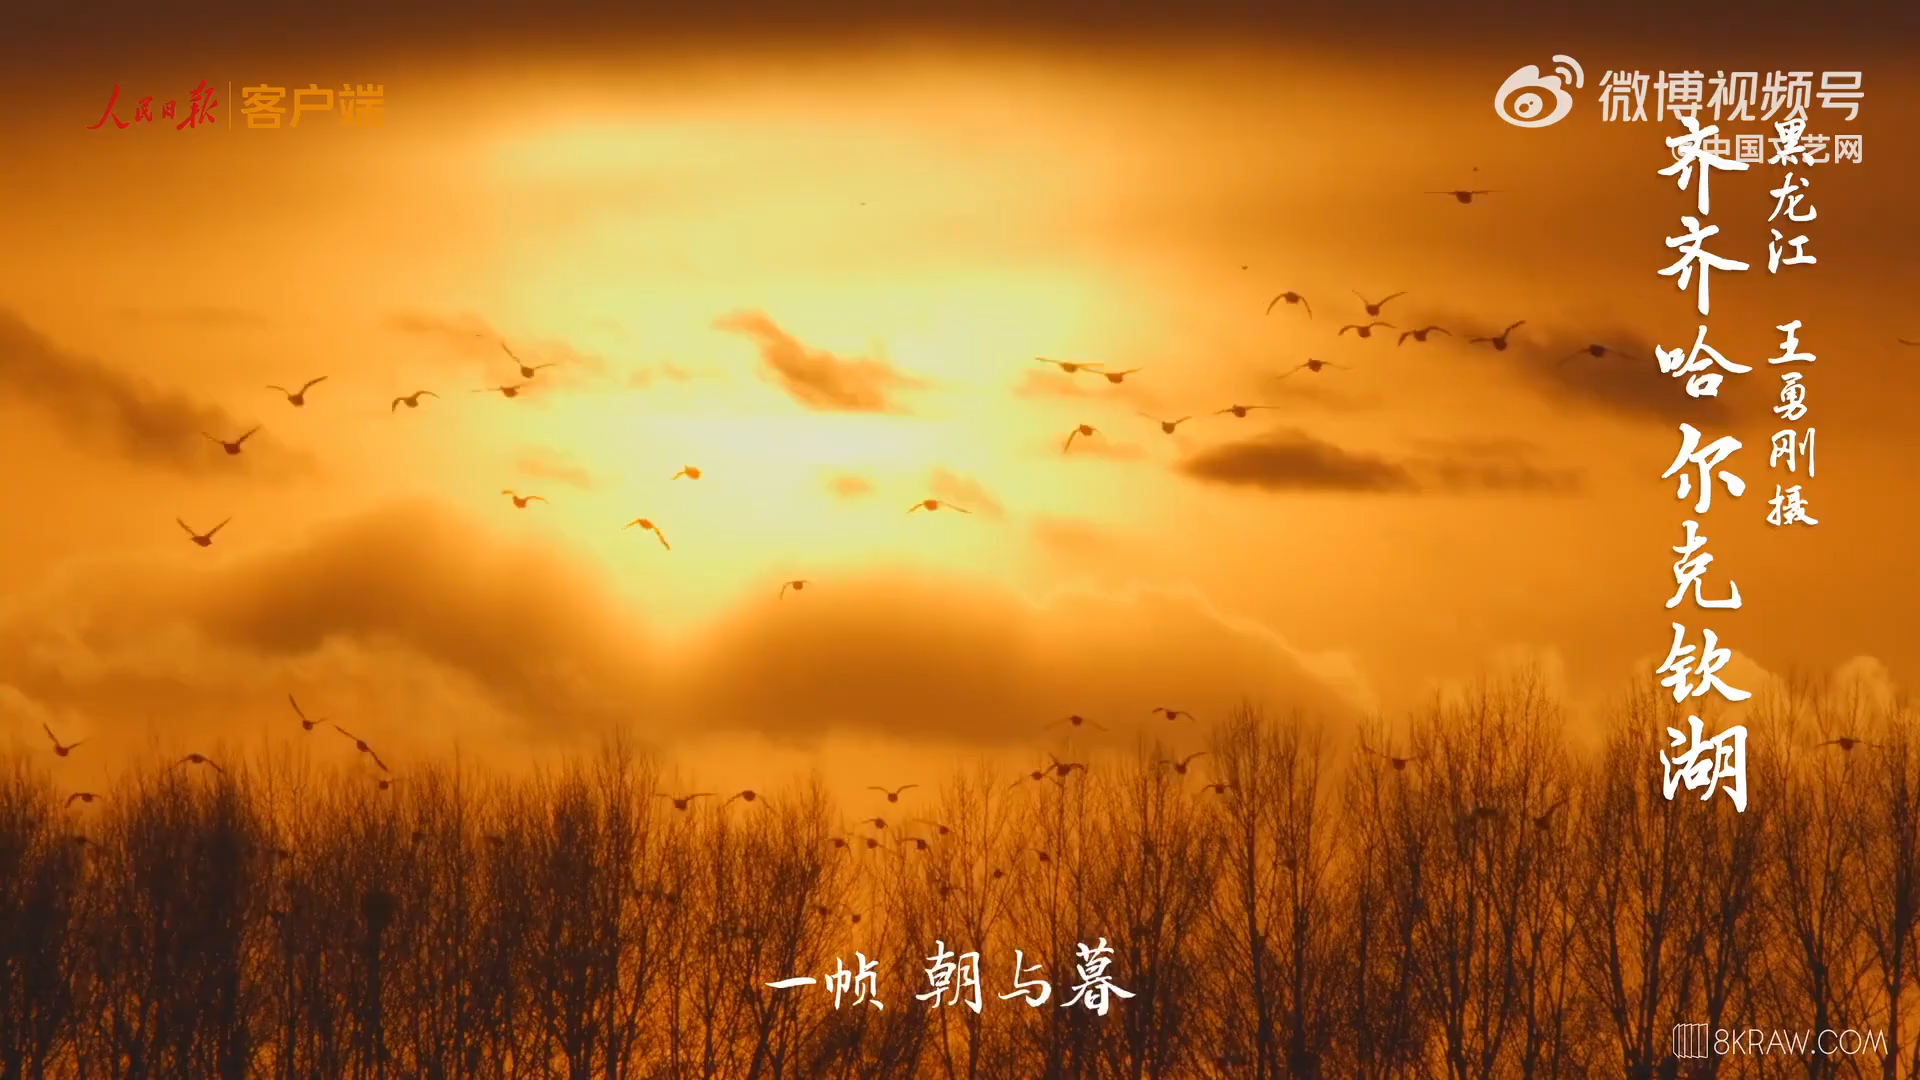 人民日报 客户端
微博视频号
@中国文艺网
黑龙江 王勇刚 摄
齐齐哈尔克钦湖
一帧 朝与暮
8KRAW.COM